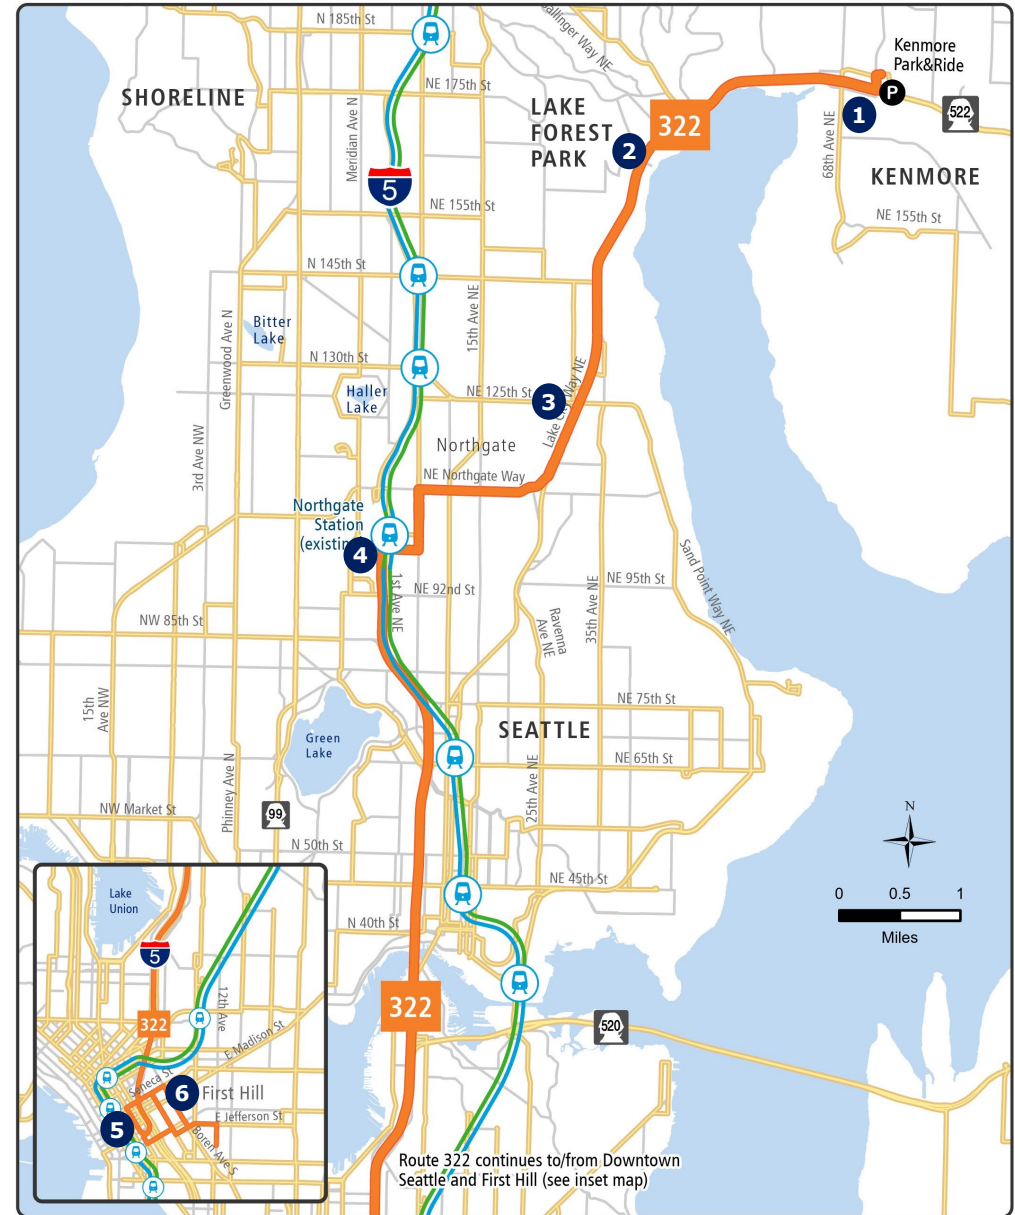 N 185th St
Ballinger Way NE
Kenmore
Park&Ride
NE 175th St
SHORELINE
Meridian Ave N
LAKE
FOREST
PARK
322
P
1
522
2
68th Ave NE
KENMORE
5
NE 155th St
NE 155th St
N 145th St
15th Ave NE
Bitter
Lake
Greenwood Ave N
N 130th St
Haller
Lake
NE 125th St
3
Lake City Way NE
3rd Ave NW
Northgate
NE Northgate Way
Northgate
Station
4
1st Ave NE
NE 92nd St
NE 95th St
Sand Point Way NE
35th Ave NE
Ravenna
Ave NE
NW 85th St
15th
Ave NW
NE 75th St
SEATTLE
Green
Lake
NE 65th St
25th Ave NE
Phinney Ave N
NW Market St
99
N 50th St
NE 45th St
N 40th St
N
0 0.5 1
Miles
322
520
Lake
Union
5
322
12th Ave
E Madison St
Seneca St
6
First Hill
5
E Jefferson St
Boren Ave S
Route 322 continues to/from Downtown
Seattle and First Hill (see inset map)